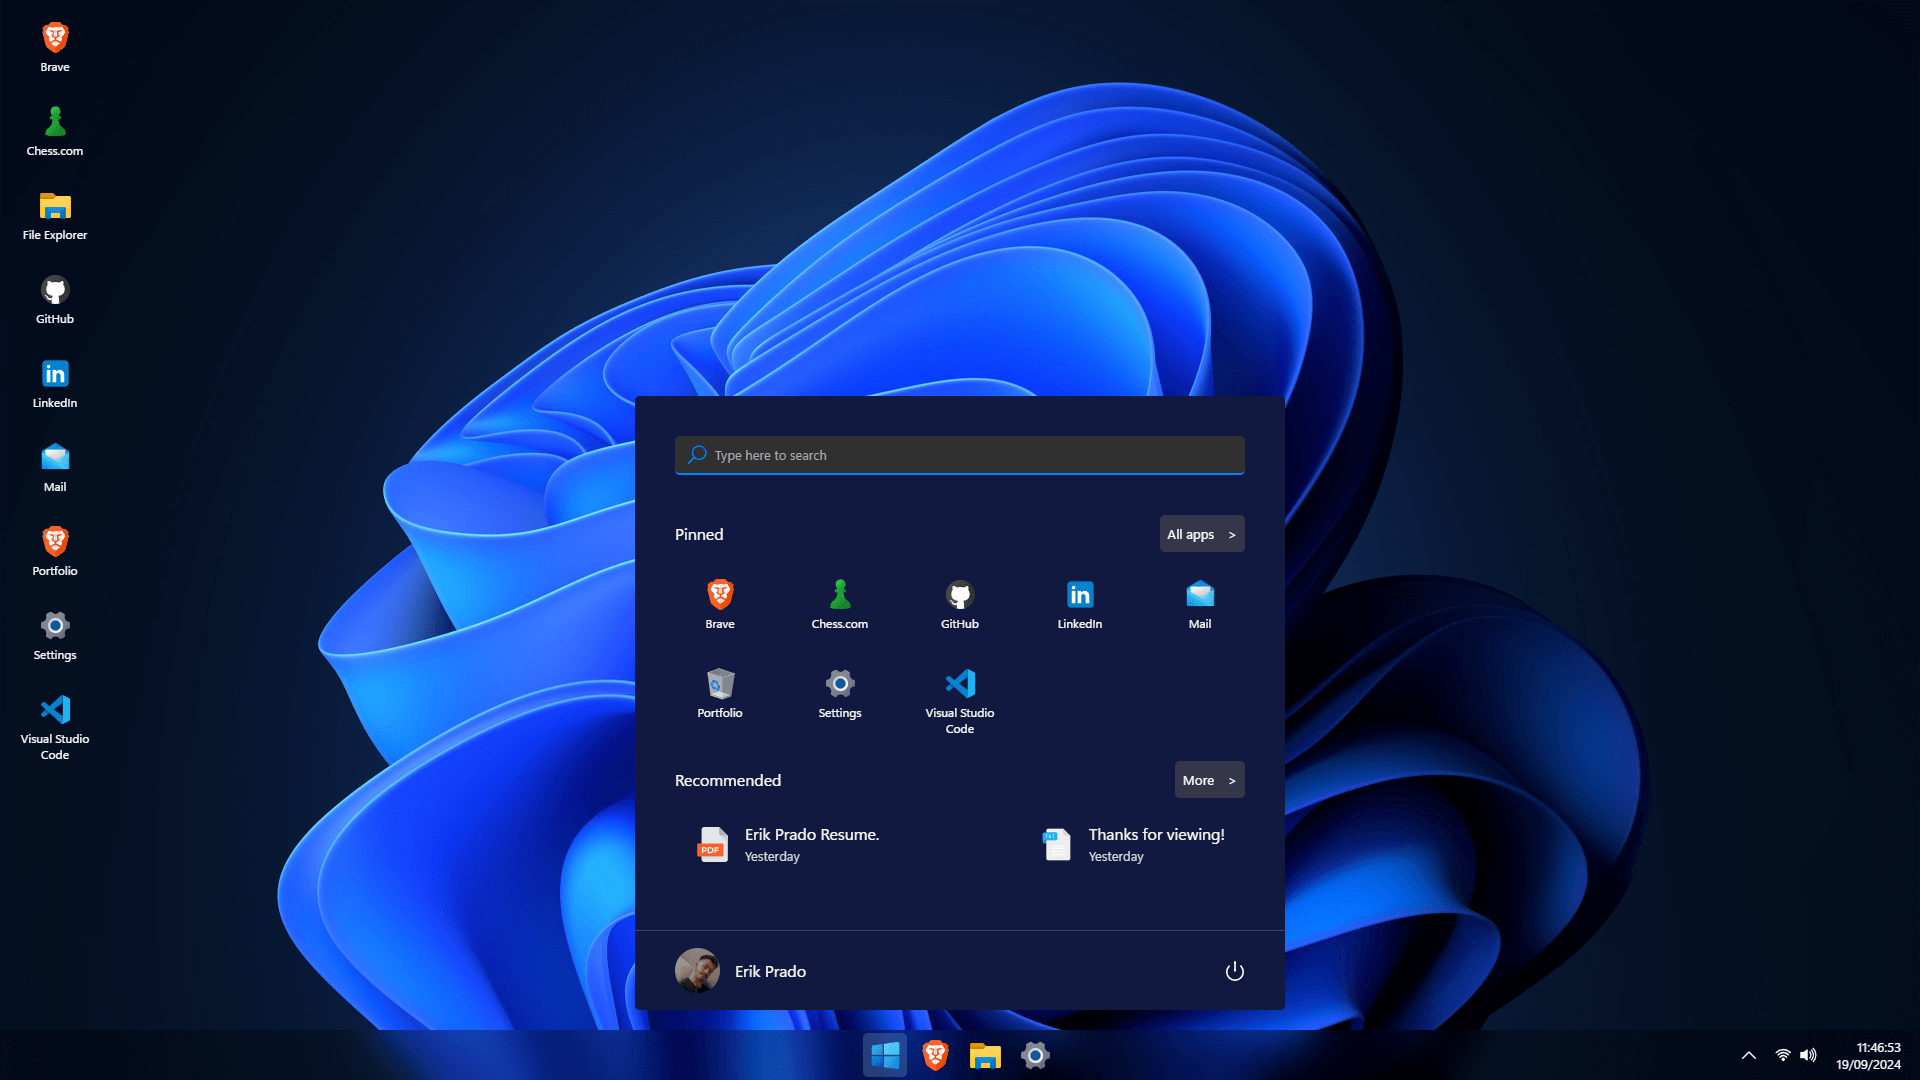 Brave
Chess.com
File Explorer
GitHub
LinkedIn
Mail
Portfolio
Settings
Visual Studio
Code
Type here to search
Pinned
All apps >
Brave
Chess.com
GitHub
LinkedIn
Mail
Portfolio
Settings
Visual Studio
Code
Recommended
More >
Erik Prado Resume.
Yesterday
PDF
Thanks for viewing!
Yesterday
Erik Prado
11:46:53
19/09/2024